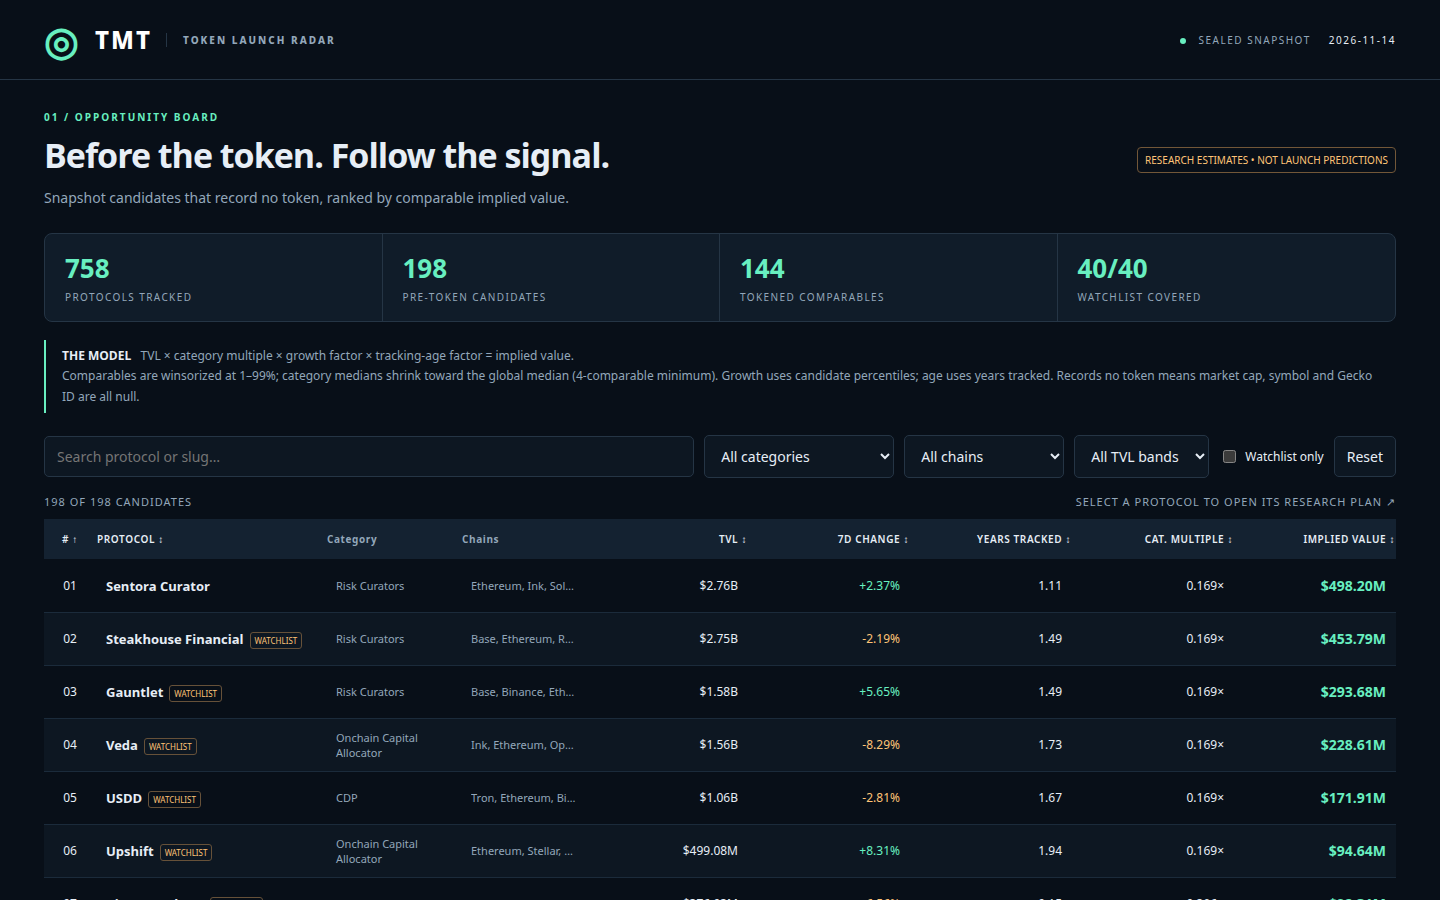 TMT
TOKEN LAUNCH RADAR
SEALED SNAPSHOT 2026-11-14
01 / OPPORTUNITY BOARD
Before the token. Follow the signal.
RESEARCH ESTIMATES • NOT LAUNCH PREDICTIONS
Snapshot candidates that record no token, ranked by comparable implied value.
758
PROTOCOLS TRACKED
198
PRE-TOKEN CANDIDATES
144
TOKENED COMPARABLES
40/40
WATCHLIST COVERED
THE MODEL TVL × category multiple × growth factor × tracking-age factor = implied value.
Comparables are winsorized at 1–99%; category medians shrink toward the global median (4-comparable minimum). Growth uses candidate percentiles; age uses years tracked. Records no token means market cap, symbol and Gecko
ID are all null.
Search protocol or slug... All categories All chains All TVL bands Watchlist only Reset
198 OF 198 CANDIDATES SELECT A PROTOCOL TO OPEN ITS RESEARCH PLAN ↗
# ↑ PROTOCOL ↕ Category Chains TVL ↕ 7D CHANGE ↕ YEARS TRACKED ↕ CAT. MULTIPLE ↕ IMPLIED VALUE ↕
01 Sentora Curator Risk Curators Ethereum, Ink, Sol... $2.76B +2.37% 1.11 0.169× $498.20M
02 Steakhouse Financial WATCHLIST Risk Curators Base, Ethereum, R... $2.75B -2.19% 1.49 0.169× $453.79M
03 Gauntlet WATCHLIST Risk Curators Base, Binance, Eth... $1.58B +5.65% 1.49 0.169× $293.68M
04 Veda WATCHLIST Onchain Capital Allocator Ink, Ethereum, Op... $1.56B -8.29% 1.73 0.169× $228.61M
05 USDD WATCHLIST CDP Tron, Ethereum, Bi... $1.06B -2.81% 1.67 0.169× $171.91M
06 Upshift WATCHLIST Onchain Capital Allocator Ethereum, Stellar, ... $499.08M +8.31% 1.94 0.169× $94.64M